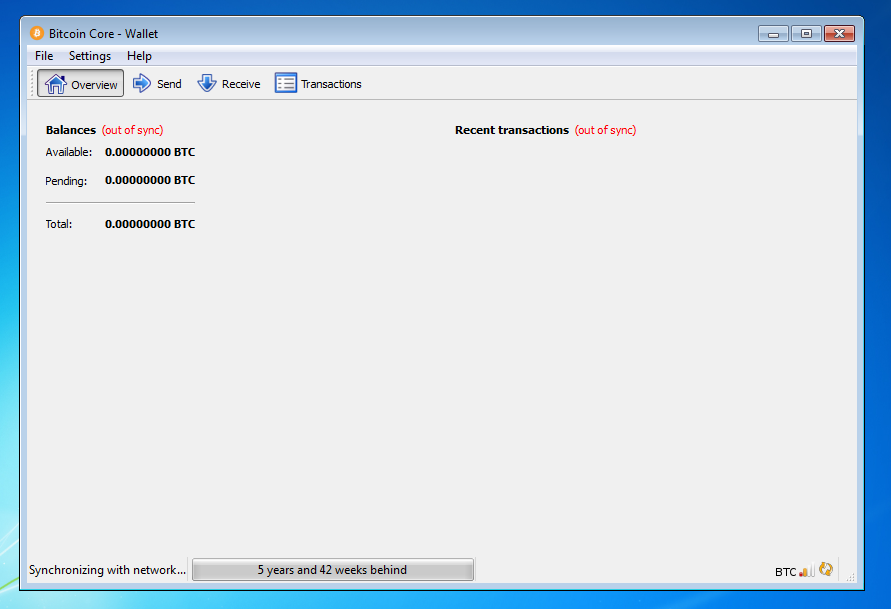 Bitcoin Core - Wallet
File Settings Help
Overview Send Receive Transactions
Balances (out of sync) Recent transactions (out of sync)
Available: 0.00000000 BTC
Pending: 0.00000000 BTC
Total: 0.00000000 BTC
Synchronizing with network... 5 years and 42 weeks behind BTC